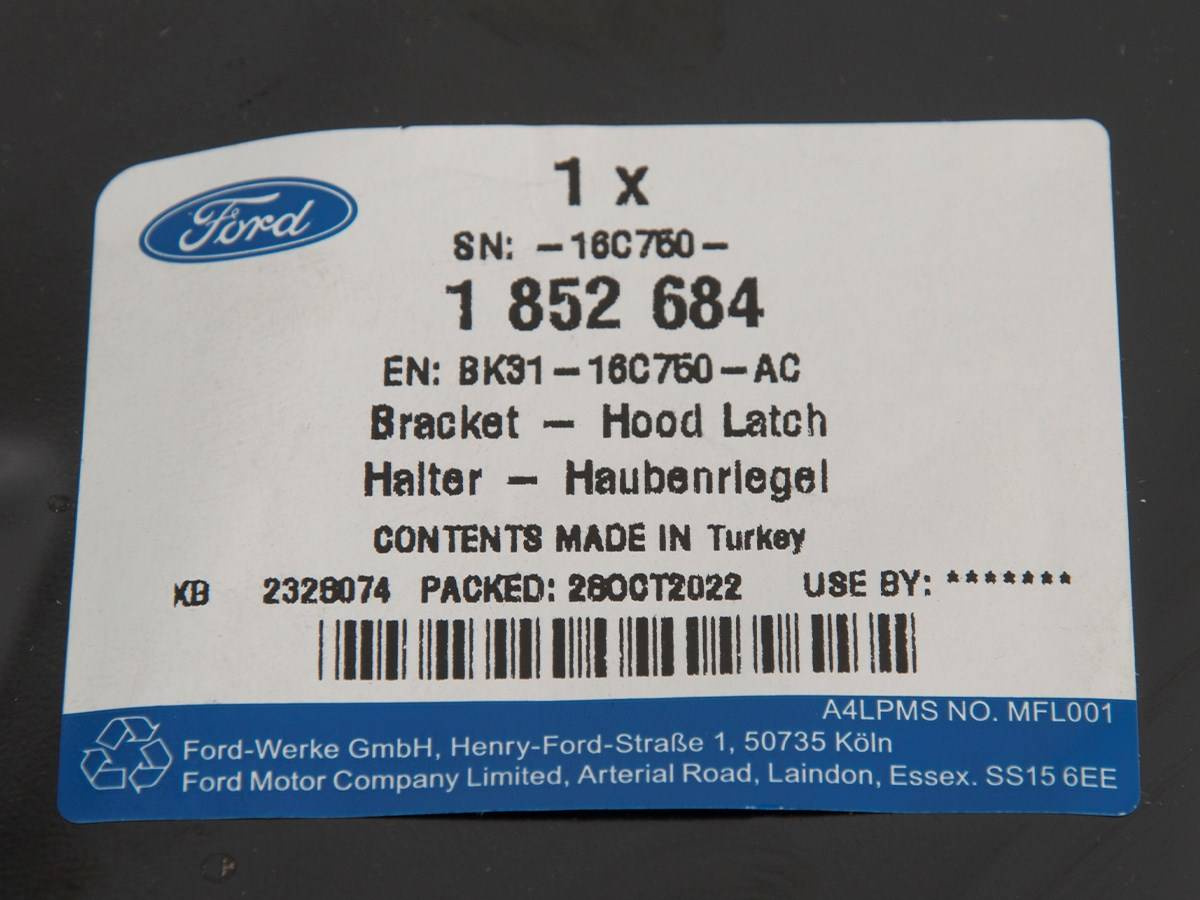 Ford
1 x
SN: -16C750-
1 852 684
EN: BK31-16C750-AC
Bracket - Hood Latch
Halter - Haubenriegel
CONTENTS MADE IN Turkey
KB 2328074 PACKED: 28OCT2022 USE BY: *******
A4LPMS NO. MFL001
Ford-Werke GmbH, Henry-Ford-Straße 1, 50735 Köln
Ford Motor Company Limited, Arterial Road, Laindon, Essex. SS15 6EE